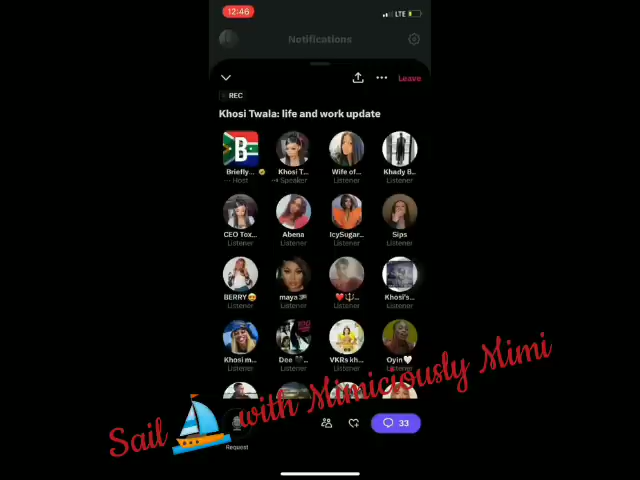 12:46
LTE
Notifications
Leave
REC
Khosi Twala: life and work update
B
Briefly... Khosi T... Wife of... Khady B...
Host Speaker Listener Listener
CEO Tox... Abena IcySugar... Sips
Listener Listener Listener Listener
BERRY😍 maya ❤️🔱... Khosi's...
Listener Listener Listener Listener
Khosi m... Dee 🖤... VKRs kh... Oyin🤍
Listener Listener Listener Listener
Sail ⛵ with Mimiciously Mimi
33
Request